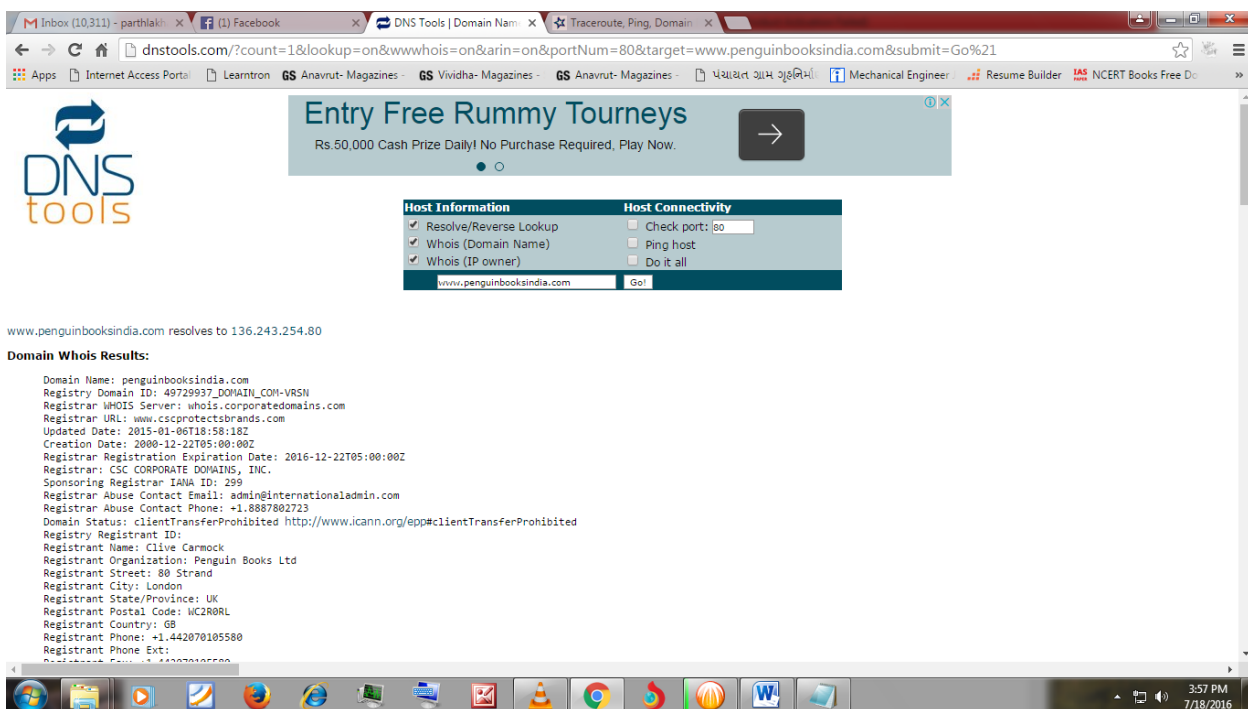 Inbox (10,311) - parthlakh
(1) Facebook
DNS Tools | Domain Nam
Traceroute, Ping, Domain
dnstools.com/?count=1&lookup=on&wwwhois=on&arin=on&portNum=80&target=www.penguinbooksindia.com&submit=Go%21
Apps Internet Access Portal Learntron GS Anavrut- Magazines - GS Vividha- Magazines - GS Anavrut- Magazines - પંચાયત ગ્રામ ગૃહનિર્મા Mechanical Engineer Resume Builder IAS PAPER NCERT Books Free Do »
DNS
tools
Entry Free Rummy Tourneys
Rs.50,000 Cash Prize Daily! No Purchase Required, Play Now.
Host Information Host Connectivity
Resolve/Reverse Lookup Check port: 80
Whois (Domain Name) Ping host
Whois (IP owner) Do it all
www.penguinbooksindia.com Go!
www.penguinbooksindia.com resolves to 136.243.254.80
Domain Whois Results:
Domain Name: penguinbooksindia.com
Registry Domain ID: 49729937_DOMAIN_COM-VRSN
Registrar WHOIS Server: whois.corporatedomains.com
Registrar URL: www.cscprotectsbrands.com
Updated Date: 2015-01-06T18:58:18Z
Creation Date: 2000-12-22T05:00:00Z
Registrar Registration Expiration Date: 2016-12-22T05:00:00Z
Registrar: CSC CORPORATE DOMAINS, INC.
Sponsoring Registrar IANA ID: 299
Registrar Abuse Contact Email: admin@internationaladmin.com
Registrar Abuse Contact Phone: +1.8887802723
Domain Status: clientTransferProhibited http://www.icann.org/epp#clientTransferProhibited
Registry Registrant ID:
Registrant Name: Clive Carmock
Registrant Organization: Penguin Books Ltd
Registrant Street: 80 Strand
Registrant City: London
Registrant State/Province: UK
Registrant Postal Code: WC2R0RL
Registrant Country: GB
Registrant Phone: +1.442070105580
Registrant Phone Ext:
3:57 PM
7/18/2016